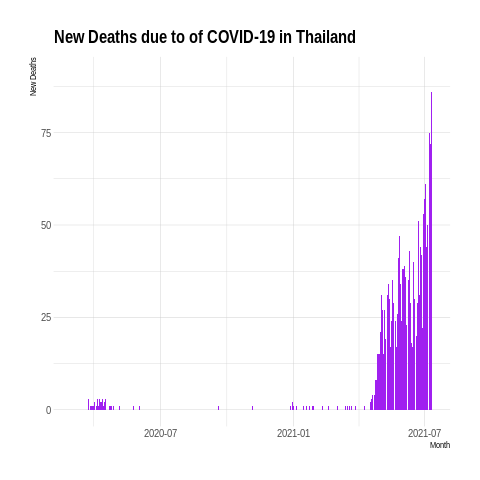 New Deaths due to of COVID-19 in Thailand
New Deaths
75
50
25
0
2020-07
2021-01
2021-07
Month